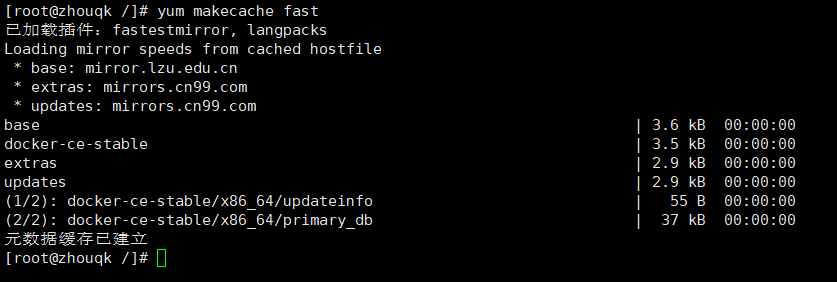 [root@zhouqk /]# yum makecache fast
已加载插件：fastestmirror, langpacks
Loading mirror speeds from cached hostfile
 * base: mirror.lzu.edu.cn
 * extras: mirrors.cn99.com
 * updates: mirrors.cn99.com
base | 3.6 kB 00:00:00
docker-ce-stable | 3.5 kB 00:00:00
extras | 2.9 kB 00:00:00
updates | 2.9 kB 00:00:00
(1/2): docker-ce-stable/x86_64/updateinfo | 55 B 00:00:00
(2/2): docker-ce-stable/x86_64/primary_db | 37 kB 00:00:00
元数据缓存已建立
[root@zhouqk /]#